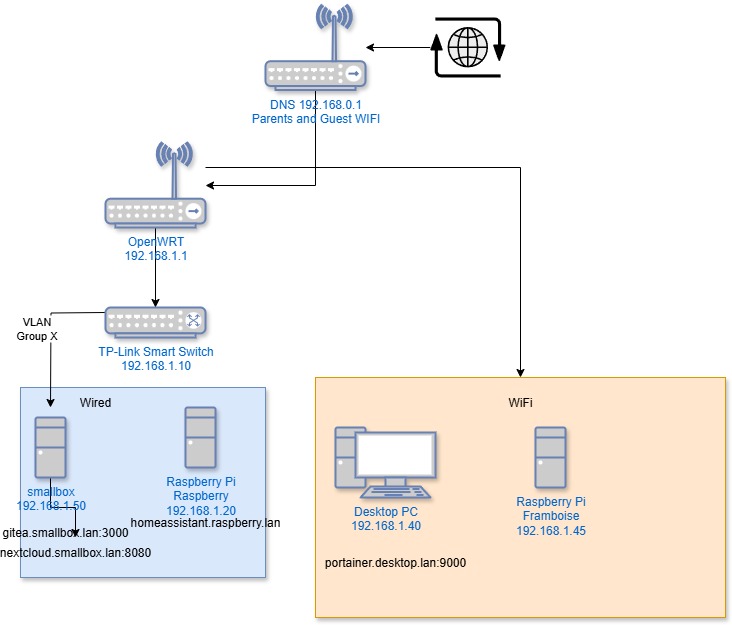 DNS 192.168.0.1
Parents and Guest WIFI
OpenWRT
192.168.1.1
VLAN
Group X
TP-Link Smart Switch
192.168.1.10
Wired
smallbox
192.168.1.50
gitea.smallbox.lan:3000
nextcloud.smallbox.lan:8080
Raspberry Pi
Raspberry
192.168.1.20
homeassistant.raspberry.lan
WiFi
Desktop PC
192.168.1.40
portainer.desktop.lan:9000
Raspberry Pi
Framboise
192.168.1.45